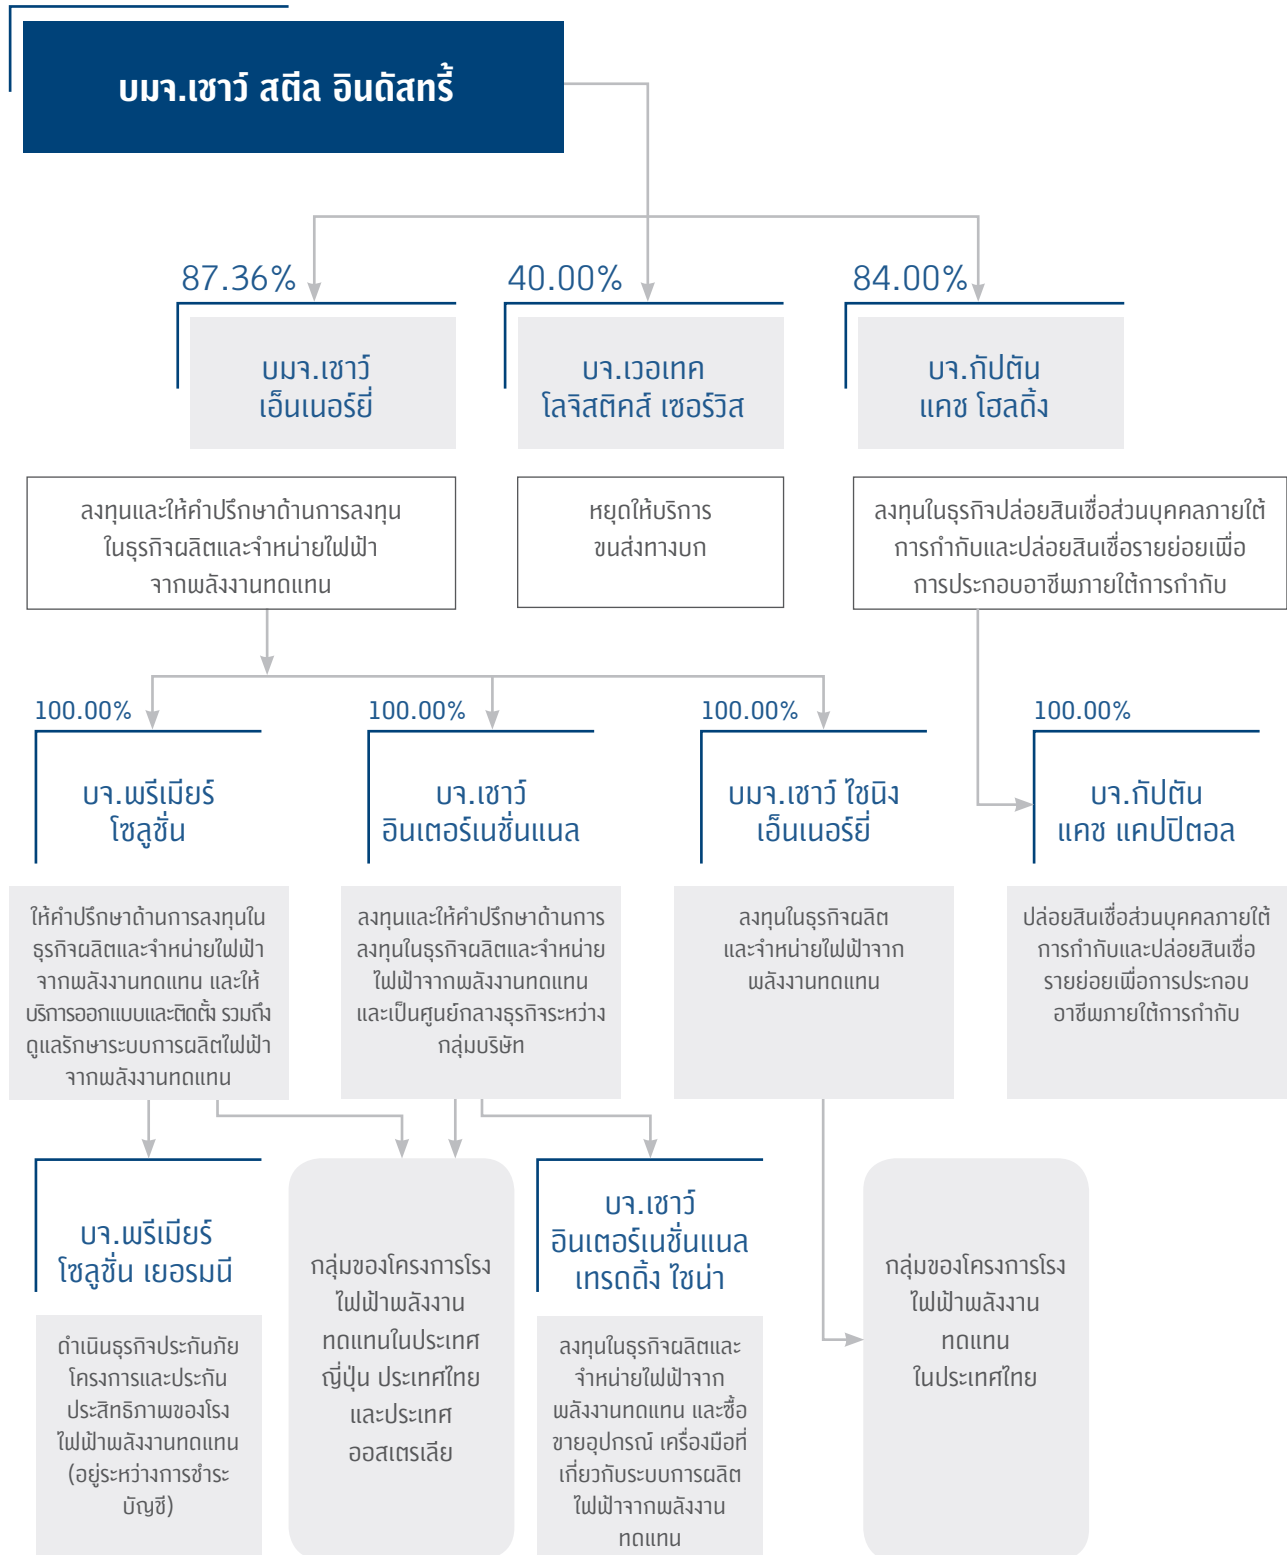 บมจ.เชาว์ สตีล อินดัสทรี้
87.36%
บมจ.เชาว์
เอ็นเนอร์ยี่
40.00%
บจ.เวอเทค
โลจิสติคส์ เซอร์วิส
84.00%
บจ.กัปตัน
แคช โฮลดิ้ง
ลงทุนและให้คำปรึกษาด้านการลงทุน
ในธุรกิจผลิตและจำหน่ายไฟฟ้า
จากพลังงานทดแทน
หยุดให้บริการ
ขนส่งทางบก
ลงทุนในธุรกิจปล่อยสินเชื่อส่วนบุคคลภายใต้
การกำกับและปล่อยสินเชื่อรายย่อยเพื่อ
การประกอบอาชีพภายใต้การกำกับ
100.00%
บจ.พรีเมียร์
โซลูชั่น
100.00%
บจ.เชาว์
อินเตอร์เนชั่นแนล
100.00%
บมจ.เชาว์ ไชนิง
เอ็นเนอร์ยี่
100.00%
บจ.กัปตัน
แคช แคปปิตอล
ให้คำปรึกษาด้านการลงทุนใน
ธุรกิจผลิตและจำหน่ายไฟฟ้า
จากพลังงานทดแทน และให้
บริการออกแบบและติดตั้ง รวมถึง
ดูแลรักษาระบบการผลิตไฟฟ้า
จากพลังงานทดแทน
ลงทุนและให้คำปรึกษาด้านการ
ลงทุนในธุรกิจผลิตและจำหน่าย
ไฟฟ้าจากพลังงานทดแทน
และเป็นศูนย์กลางธุรกิจระหว่าง
กลุ่มบริษัท
ลงทุนในธุรกิจผลิต
และจำหน่ายไฟฟ้าจาก
พลังงานทดแทน
ปล่อยสินเชื่อส่วนบุคคลภายใต้
การกำกับและปล่อยสินเชื่อ
รายย่อยเพื่อการประกอบ
อาชีพภายใต้การกำกับ
บจ.พรีเมียร์
โซลูชั่น เยอรมนี
ดำเนินธุรกิจประกันภัย
โครงการและประกัน
ประสิทธิภาพของโรง
ไฟฟ้าพลังงานทดแทน
(อยู่ระหว่างการชำระ
บัญชี)
กลุ่มของโครงการโรง
ไฟฟ้าพลังงาน
ทดแทนในประเทศ
ญี่ปุ่น ประเทศไทย
และประเทศ
ออสเตรเลีย
บจ.เชาว์
อินเตอร์เนชั่นแนล
เทรดดิ้ง ไชน่า
ลงทุนในธุรกิจผลิตและ
จำหน่ายไฟฟ้าจาก
พลังงานทดแทน และซื้อ
ขายอุปกรณ์ เครื่องมือที่
เกี่ยวกับระบบการผลิต
ไฟฟ้าจากพลังงาน
ทดแทน
กลุ่มของโครงการโรง
ไฟฟ้าพลังงาน
ทดแทน
ในประเทศไทย